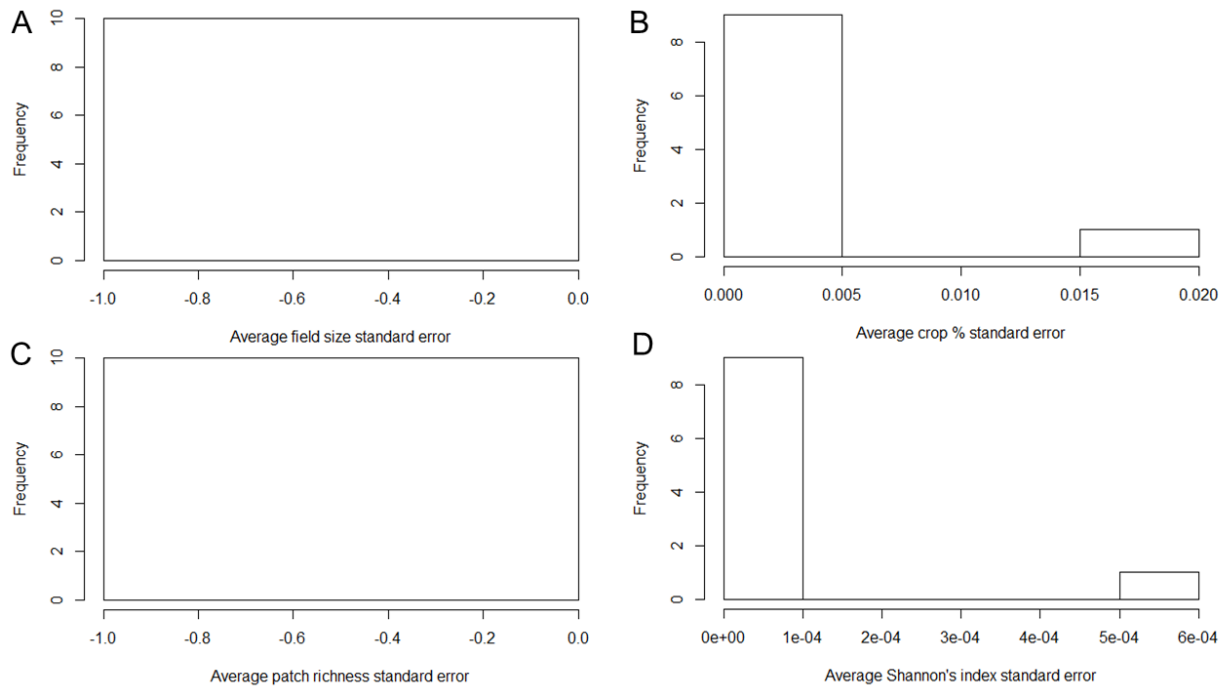 A
Frequency
0 2 4 6 8 10
-1.0 -0.8 -0.6 -0.4 -0.2 0.0
Average field size standard error
B
Frequency
0 2 4 6 8
0.000 0.005 0.010 0.015 0.020
Average crop % standard error
C
Frequency
0 2 4 6 8 10
-1.0 -0.8 -0.6 -0.4 -0.2 0.0
Average patch richness standard error
D
Frequency
0 2 4 6 8
0e+00 1e-04 2e-04 3e-04 4e-04 5e-04 6e-04
Average Shannon's index standard error